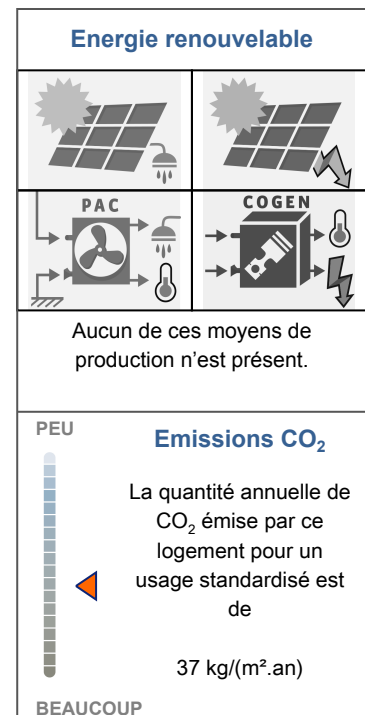 Energie renouvelable
PAC
COGEN
Aucun de ces moyens de
production n'est présent.
PEU
Emissions CO₂
La quantité annuelle de
CO₂ émise par ce
logement pour un
usage standardisé est
de
37 kg/(m².an)
BEAUCOUP